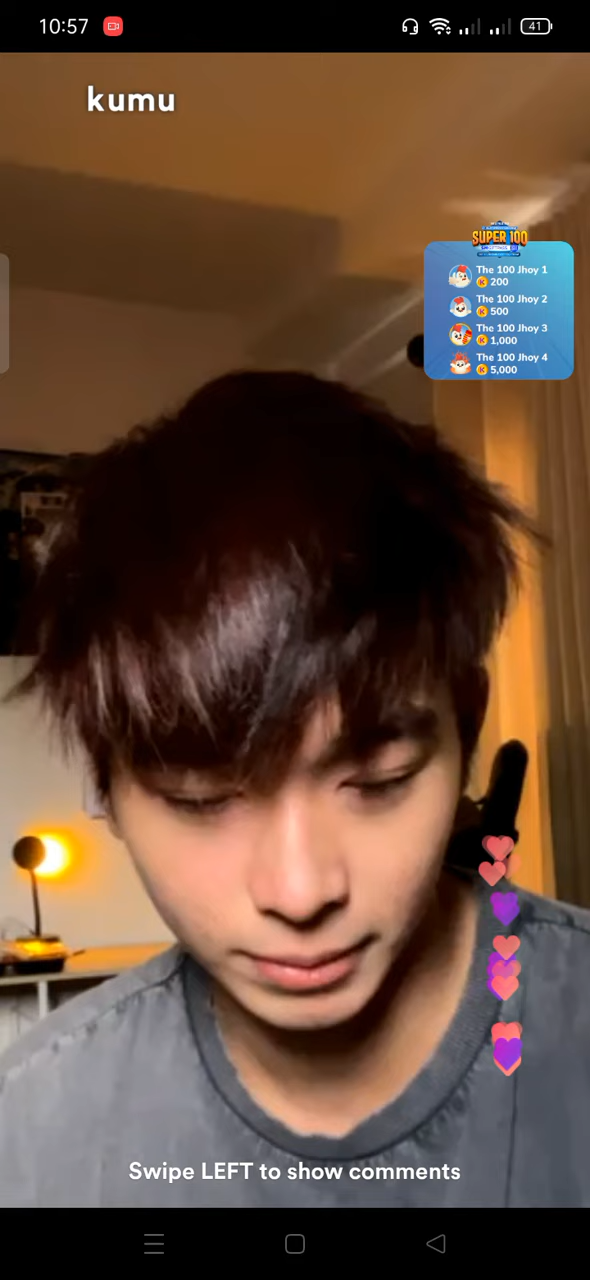 10:57
41
kumu
SUPER 100
The 100 Jhoy 1
200
The 100 Jhoy 2
500
The 100 Jhoy 3
1,000
The 100 Jhoy 4
5,000
Swipe LEFT to show comments